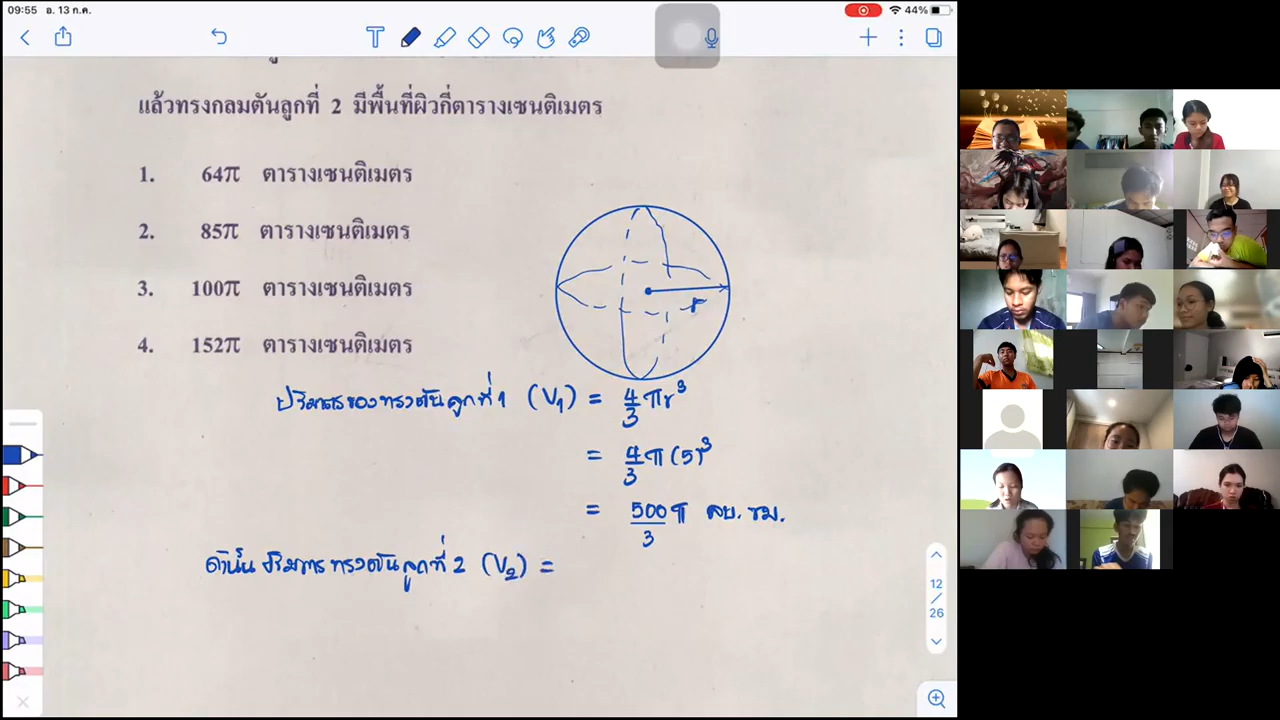 09:55 อ. 13 ก.ค.
44%
แล้วทรงกลมตันลูกที่ 2 มีพื้นที่ผิวกี่ตารางเซนติเมตร
1. 64π ตารางเซนติเมตร
2. 85π ตารางเซนติเมตร
3. 100π ตารางเซนติเมตร
4. 152π ตารางเซนติเมตร
r
ปริมาตรของทรงตันลูกที่ 1 (V₁) = 4/3 πr³
= 4/3 π(5)³
= 500/3 π ลบ. ซม.
ดังนั้น ปริมาตร ทรงตันลูกที่ 2 (V₂) =
12
/
26